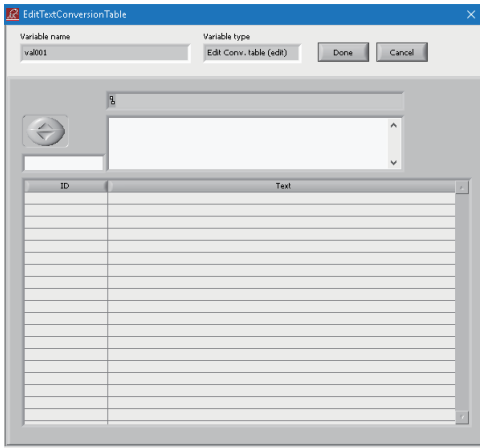 EditTextConversionTable
Variable name
Variable type
val001
Edit Conv. table (edit)
Done
Cancel
ID
Text